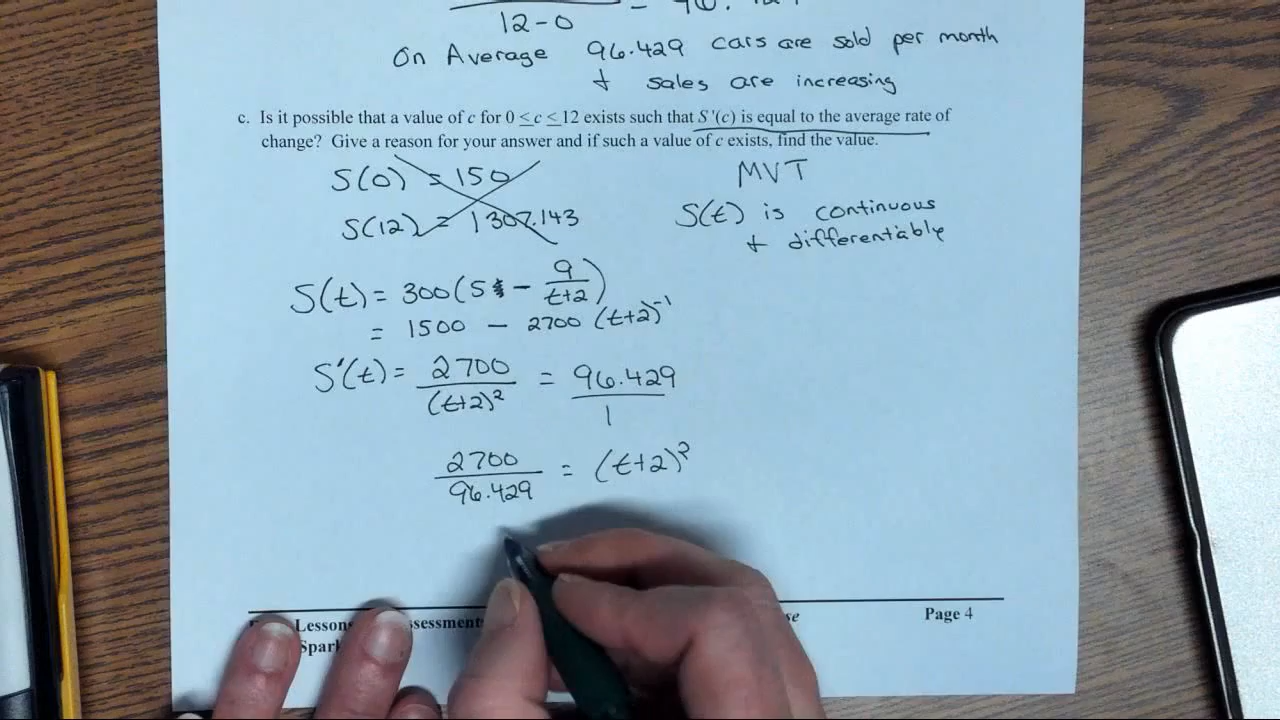 12-0
On Average 96.429 cars are sold per month
+ sales are increasing
c. Is it possible that a value of c for 0 ≤ c ≤ 12 exists such that S '(c) is equal to the average rate of
change? Give a reason for your answer and if such a value of c exists, find the value.
S(0) = 150
S(12) = 1307.143
MVT
S(t) is continuous
+ differentiable
S(t) = 300(5 - 9/(t+2))
= 1500 - 2700 (t+2)^-1
S'(t) = 2700/(t+2)² = 96.429/1
2700/96.429 = (t+2)²
Lessons
Page 4